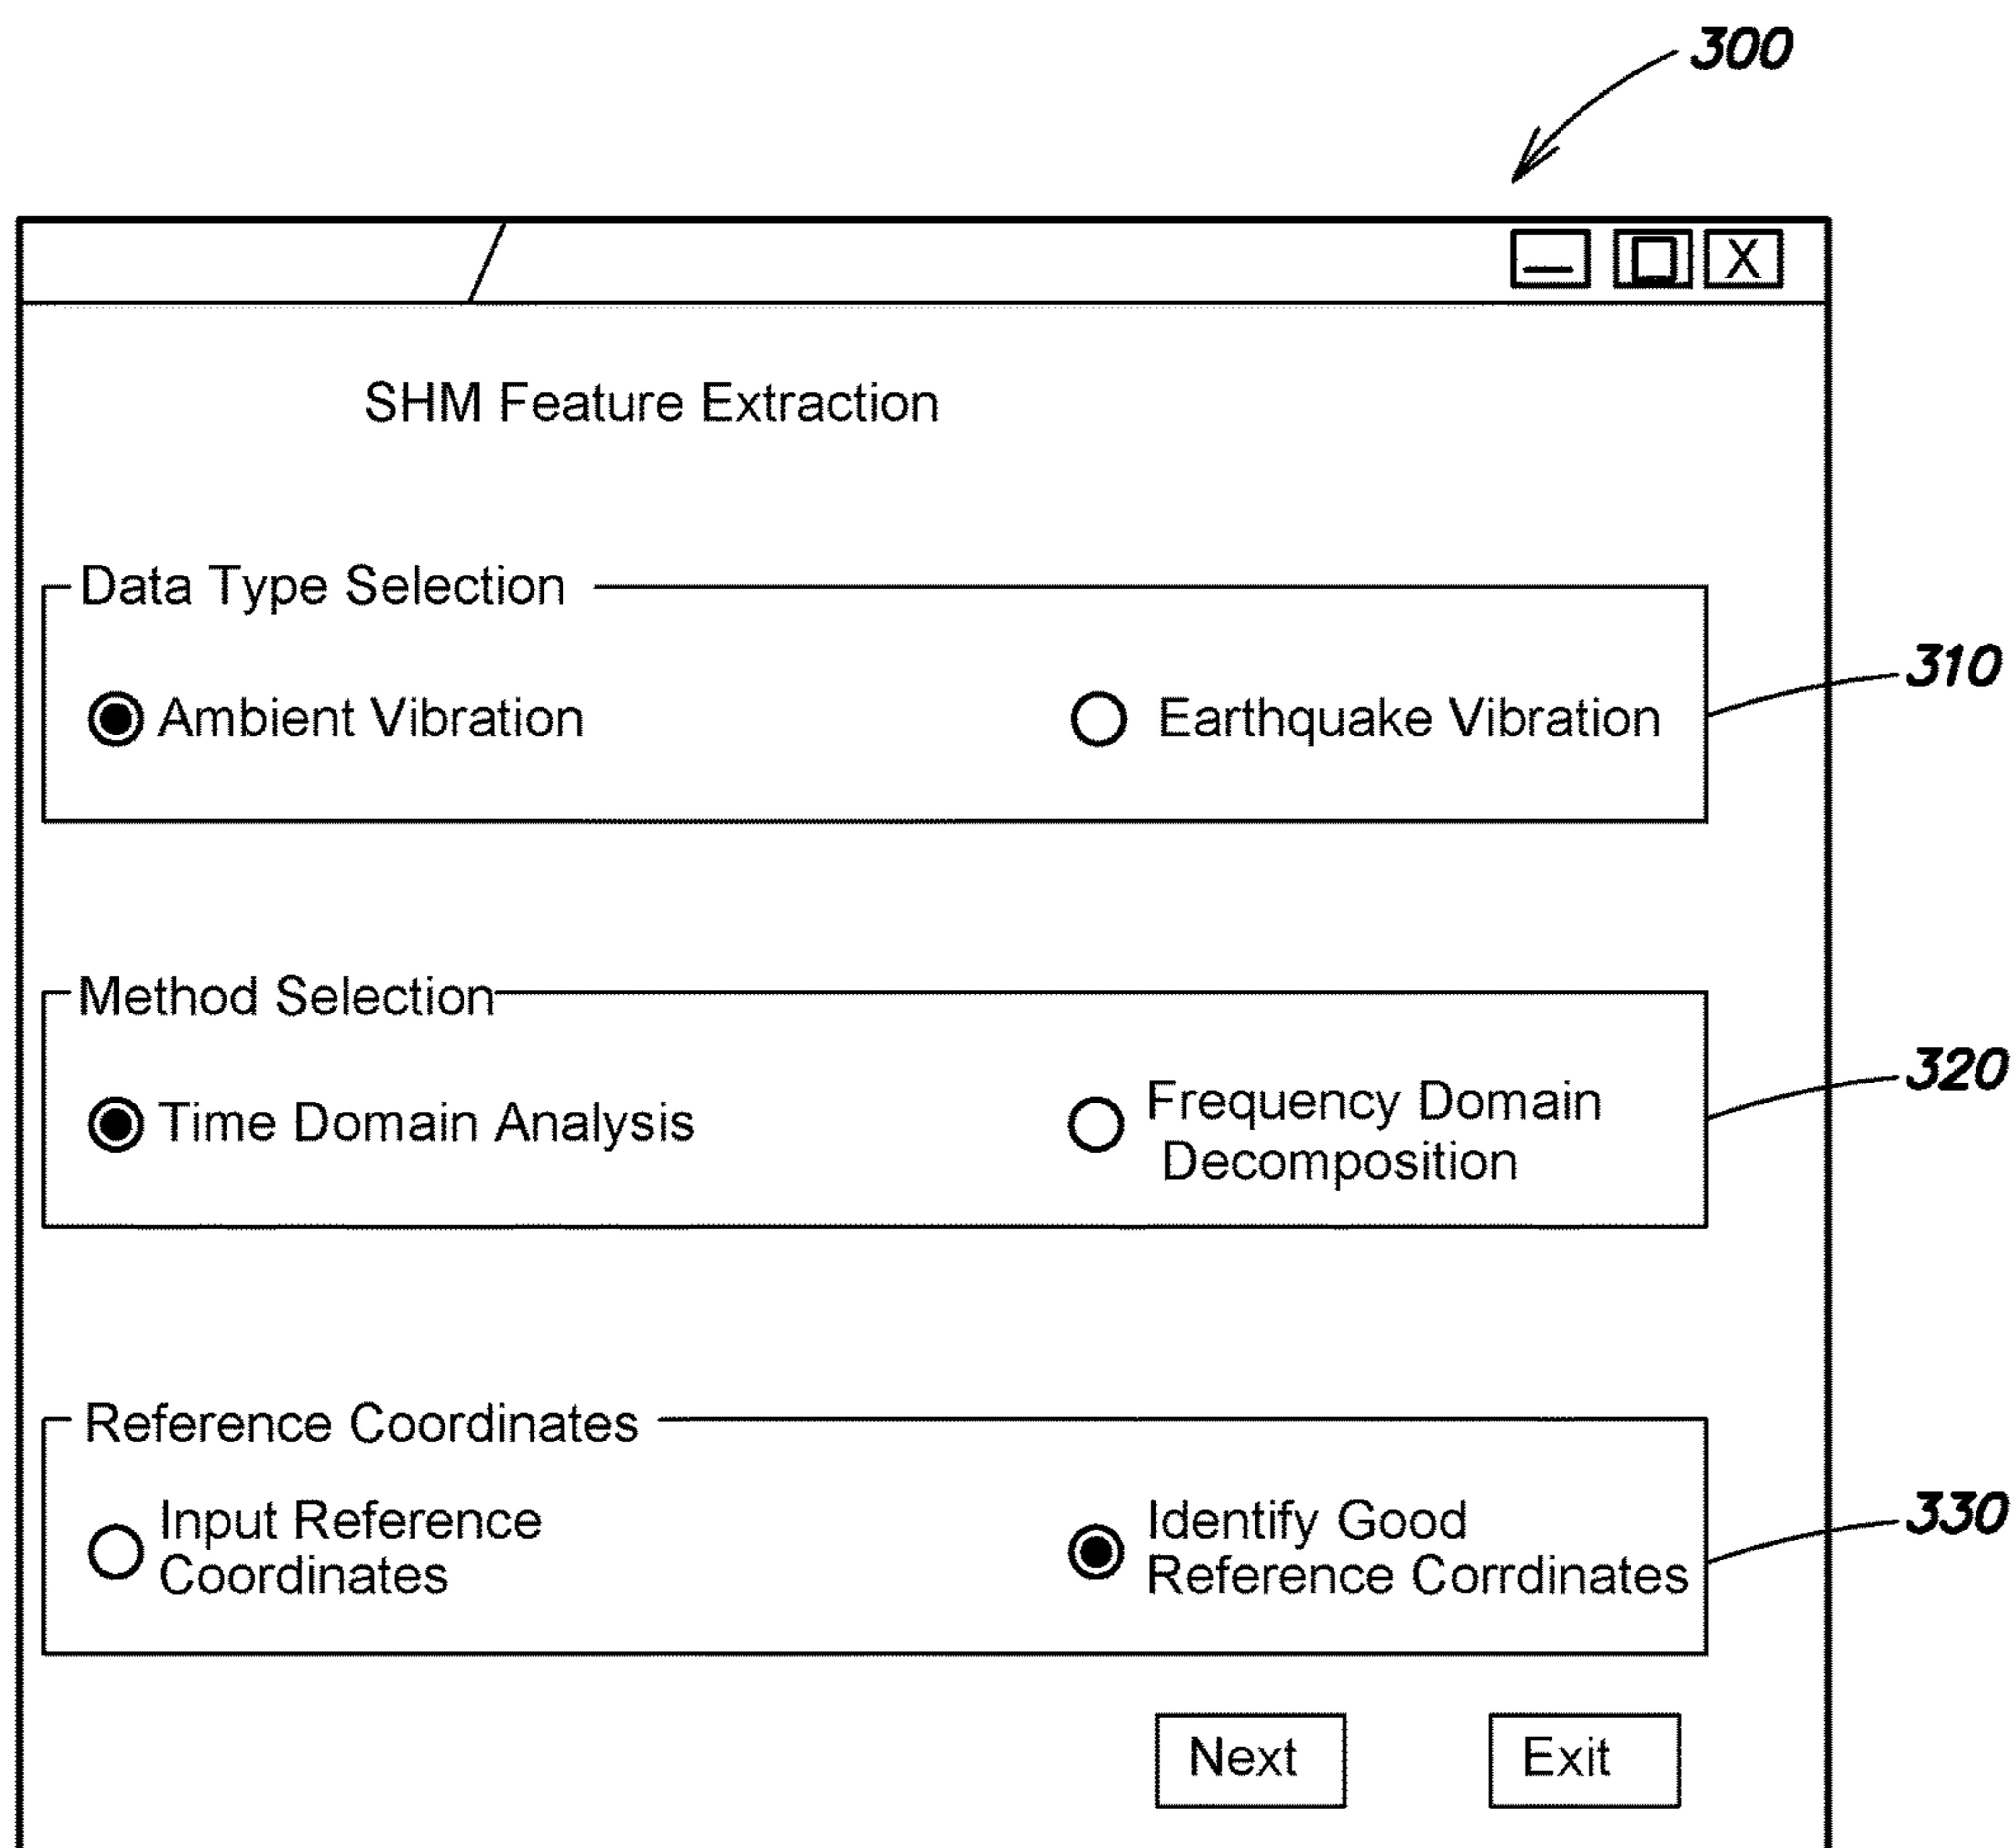 300
X
SHM Feature Extraction
Data Type Selection
Ambient Vibration
Earthquake Vibration
310
Method Selection
Time Domain Analysis
Frequency Domain
Decomposition
320
Reference Coordinates
Input Reference
Coordinates
Identify Good
Reference Corrdinates
330
Next
Exit